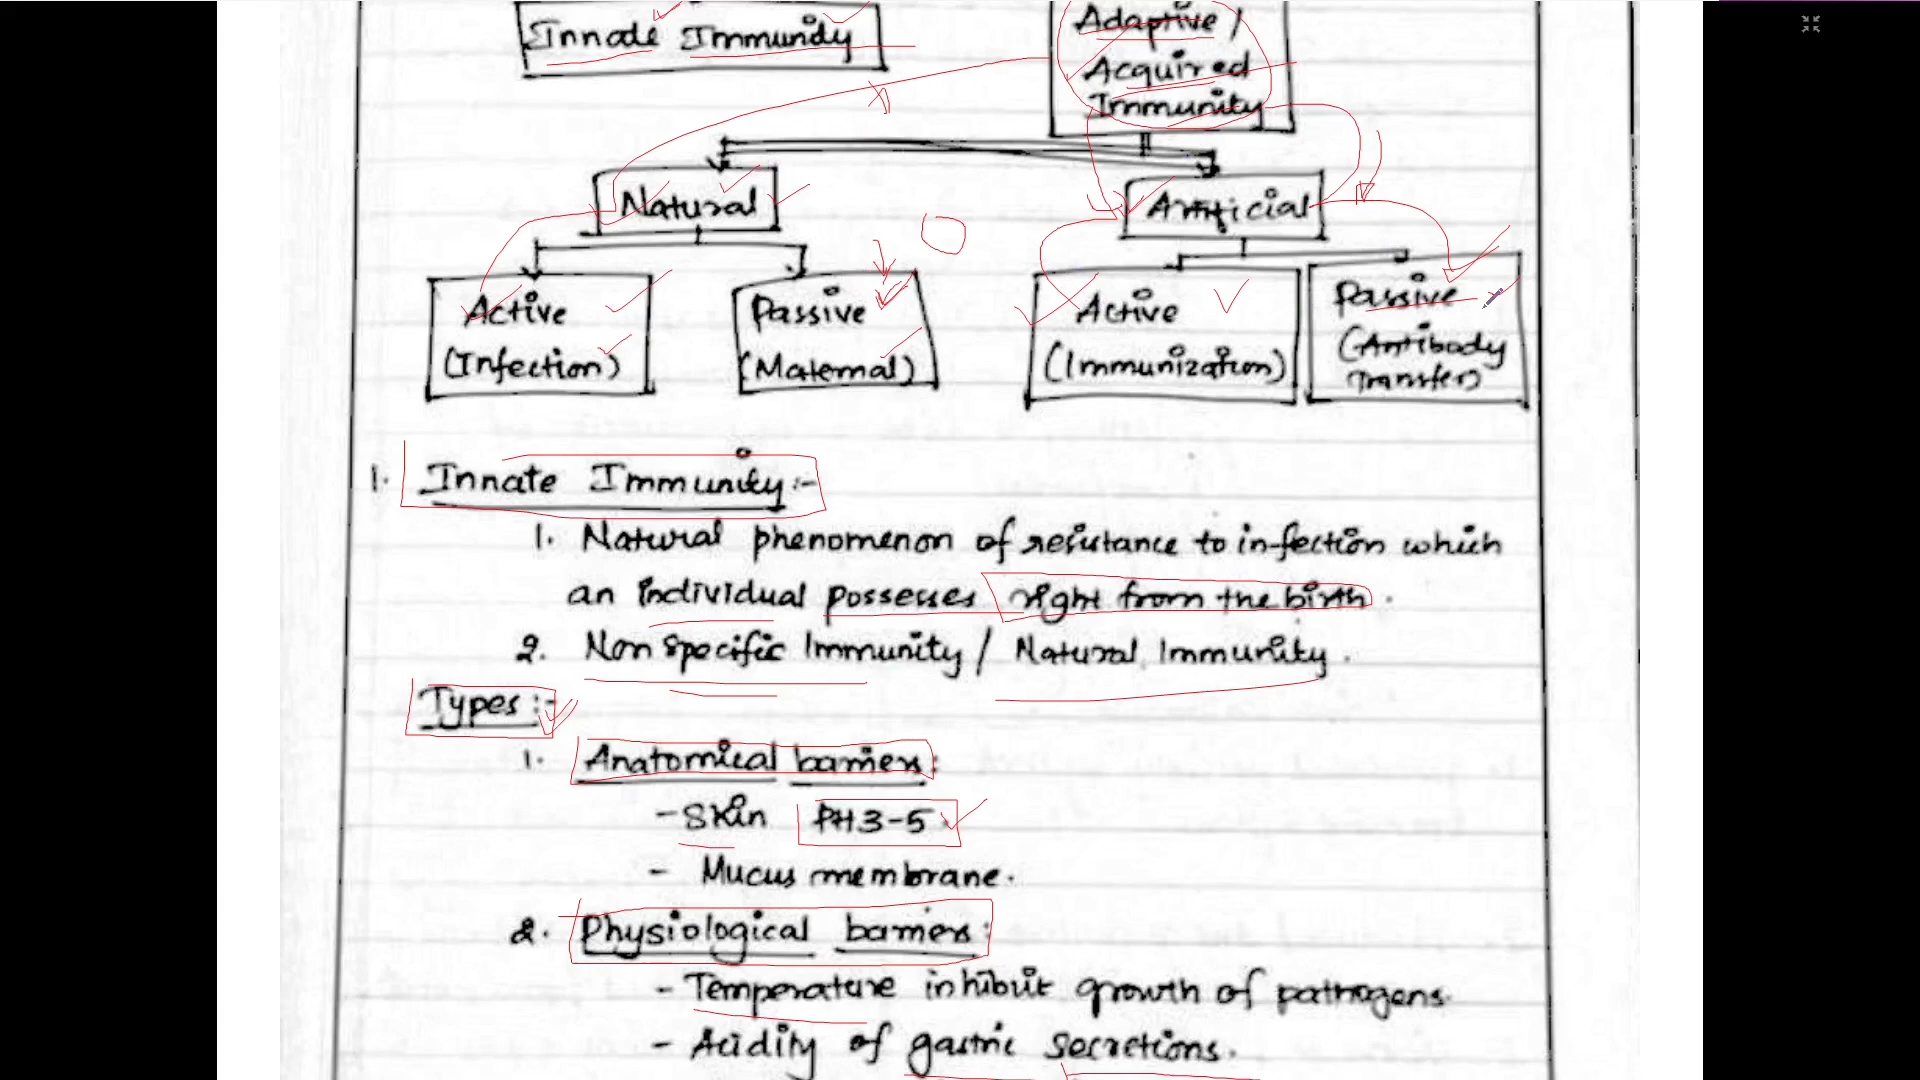 Innate Immunity
Adaptive /
Acquired
Immunity
Natural
Artificial
Active
(Infection)
Passive
(Maternal)
Active
(Immunization)
Passive
(Antibody
Transfer)
1. Innate Immunity :-
1. Natural phenomenon of resistance to infection which
an individual possesses right from the birth.
2. Non specific Immunity / Natural Immunity.
Types :-
1. Anatomical barriers :
- Skin PH 3-5.
- Mucus membrane.
2. Physiological barriers :
- Temperature inhibit growth of pathogens.
- Acidity of gastric secretions.